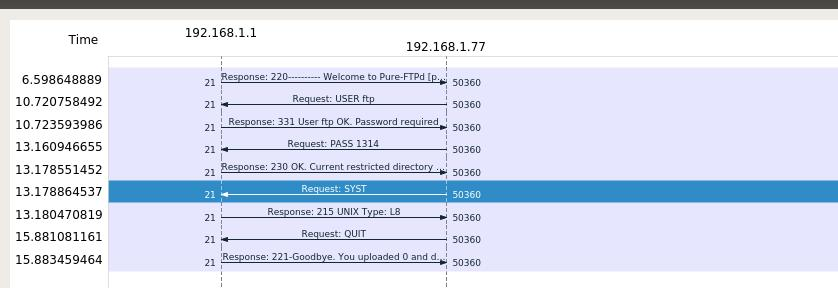 192.168.1.1
Time
192.168.1.77
6.598648889 21 Response: 220---------- Welcome to Pure-FTPd [p… 50360
10.720758492 21 Request: USER ftp 50360
10.723593986 21 Response: 331 User ftp OK. Password required 50360
13.160946655 21 Request: PASS 1314 50360
13.178551452 21 Response: 230 OK. Current restricted directory … 50360
13.178864537 21 Request: SYST 50360
13.180470819 21 Response: 215 UNIX Type: L8 50360
15.881081161 21 Request: QUIT 50360
15.883459464 21 Response: 221-Goodbye. You uploaded 0 and d… 50360